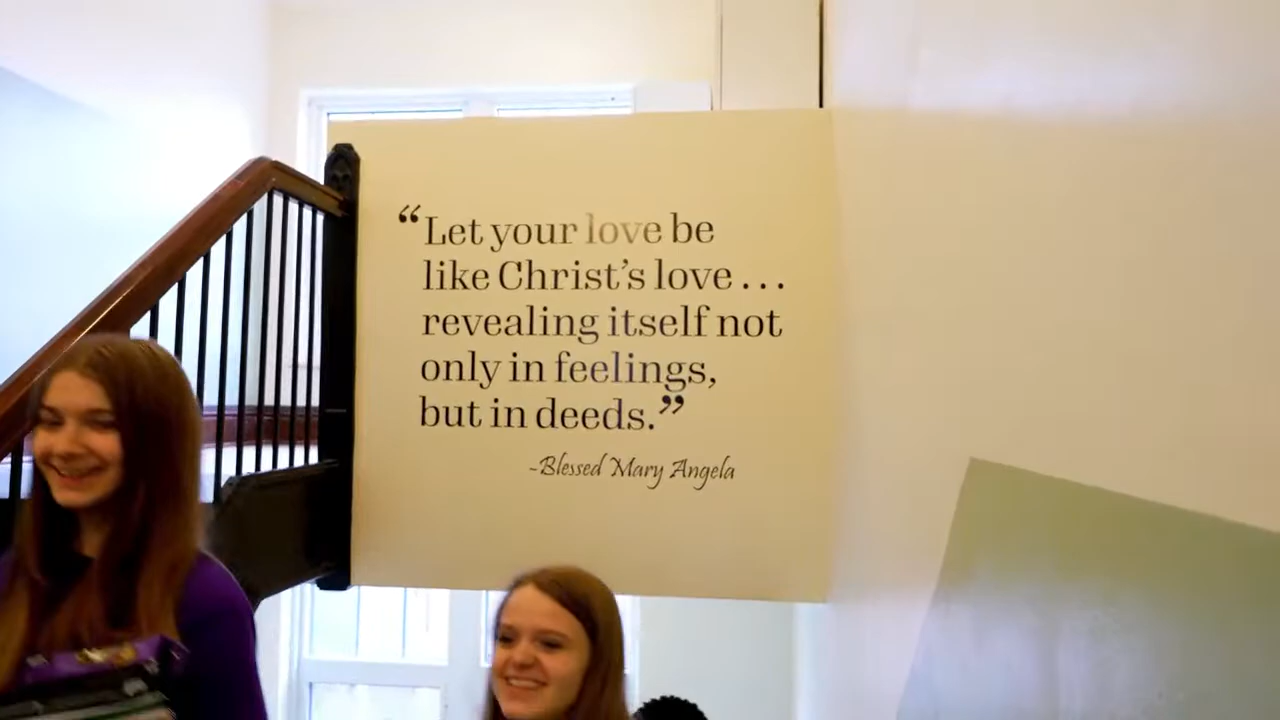 “Let your love be
like Christ’s love...
revealing itself not
only in feelings,
but in deeds.”
-Blessed Mary Angela